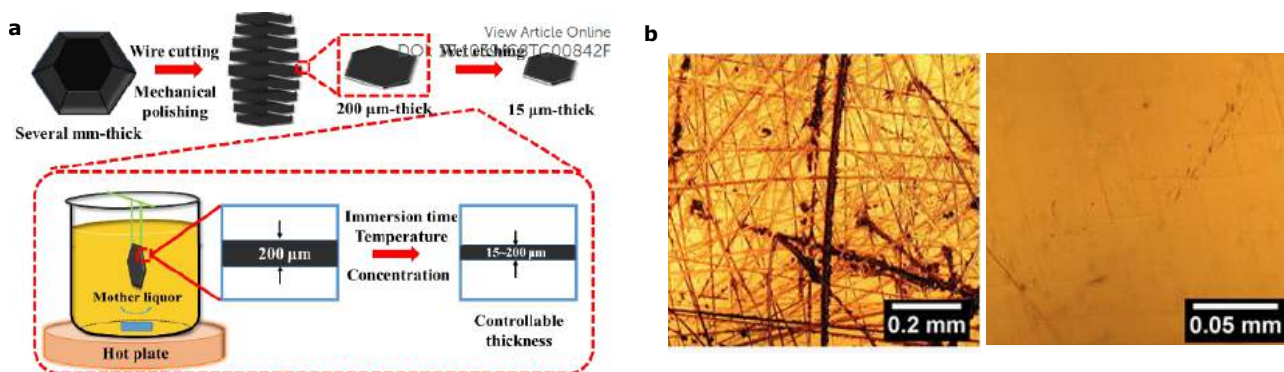 a
View Article Online
Wire cutting
Mechanical
polishing
Several mm-thick
200 μm-thick
Wet etching
15 μm-thick
Mother liquor
Hot plate
200 μm
Immersion time
Temperature
Concentration
15~200 μm
Controllable
thickness
b
0.2 mm
0.05 mm